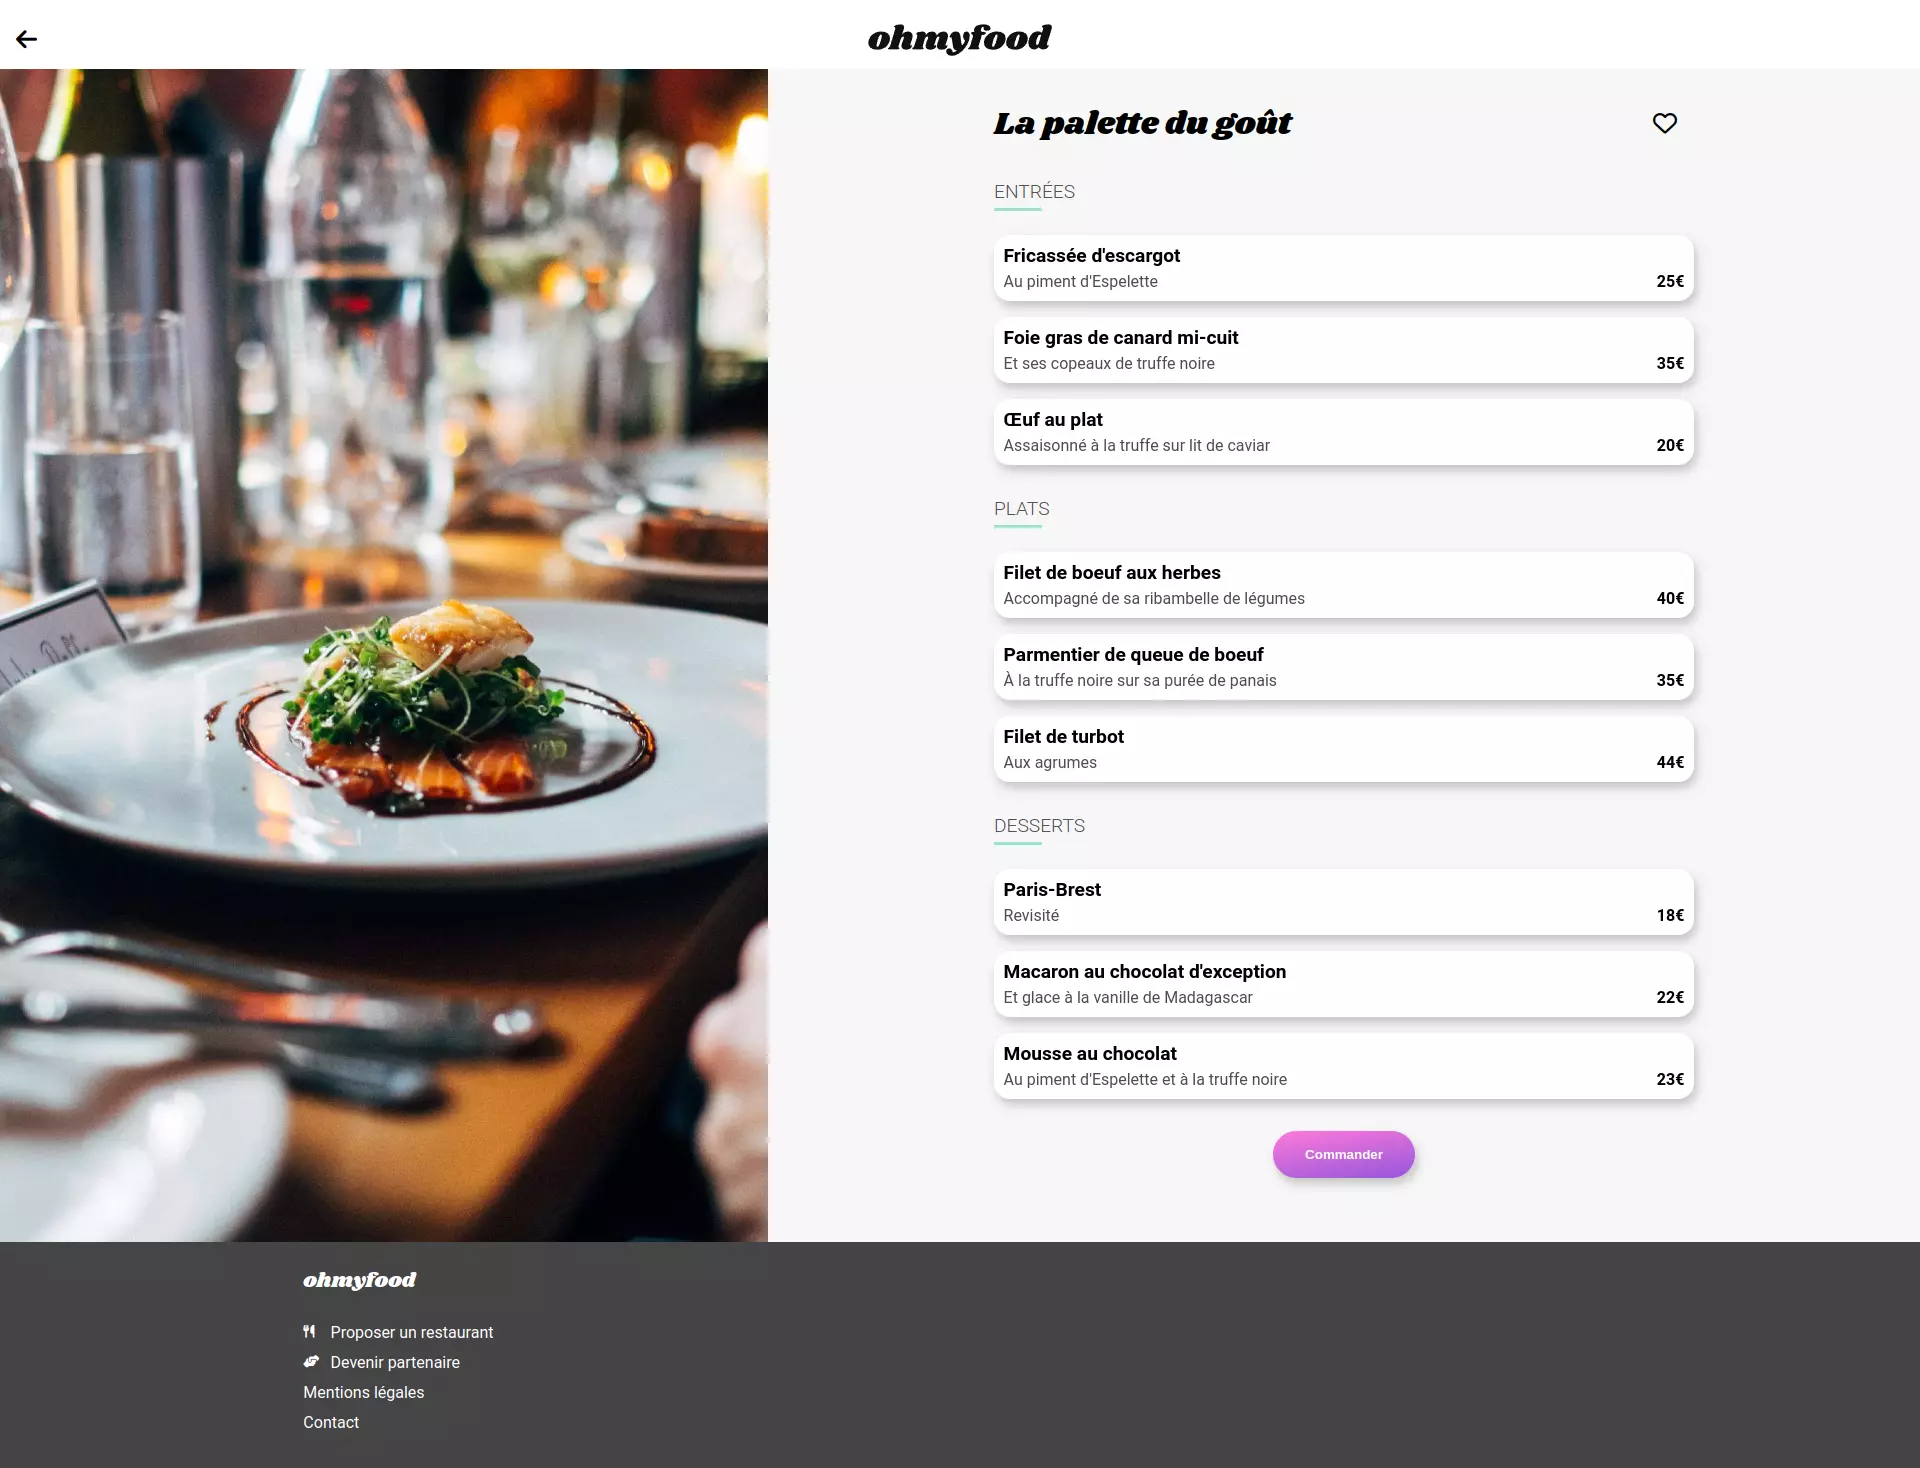 ohmyfood
La palette du goût
ENTRÉES
Fricassée d'escargot
Au piment d'Espelette
25€
Foie gras de canard mi-cuit
Et ses copeaux de truffe noire
35€
Œuf au plat
Assaisonné à la truffe sur lit de caviar
20€
PLATS
Filet de boeuf aux herbes
Accompagné de sa ribambelle de légumes
40€
Parmentier de queue de boeuf
À la truffe noire sur sa purée de panais
35€
Filet de turbot
Aux agrumes
44€
DESSERTS
Paris-Brest
Revisité
18€
Macaron au chocolat d'exception
Et glace à la vanille de Madagascar
22€
Mousse au chocolat
Au piment d'Espelette et à la truffe noire
23€
Commander
ohmyfood
Proposer un restaurant
Devenir partenaire
Mentions légales
Contact